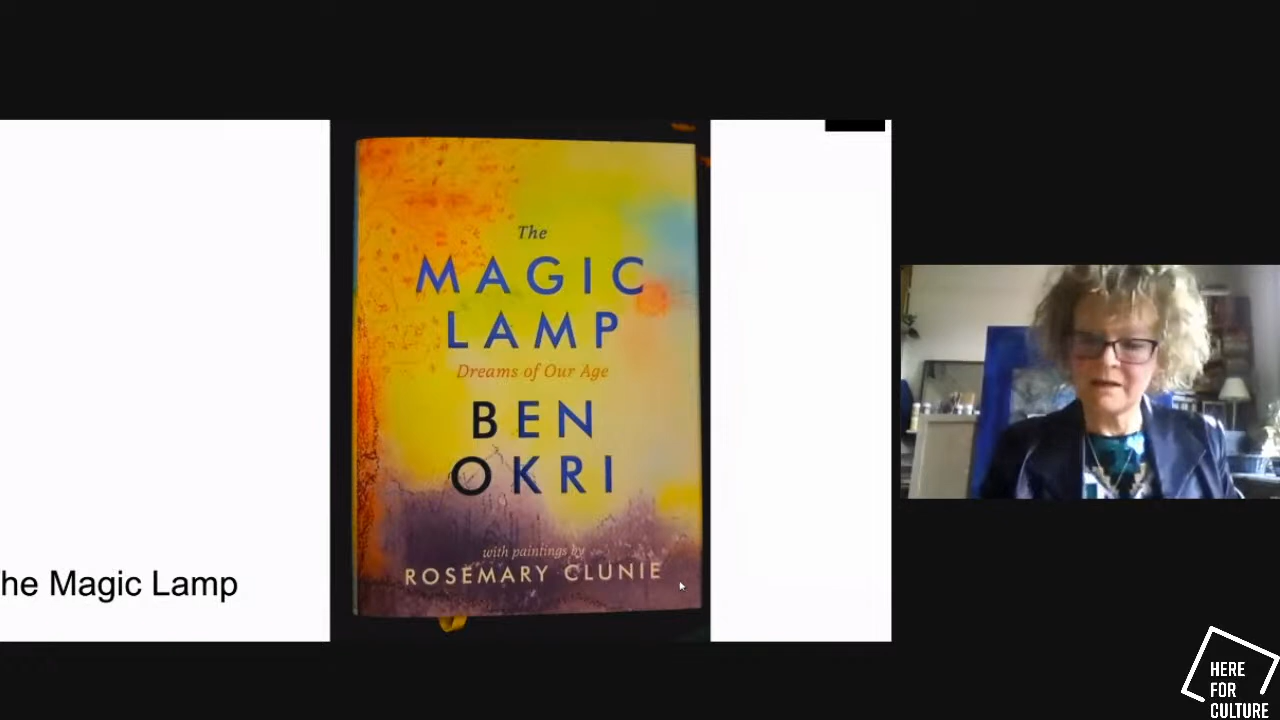 The
MAGIC
LAMP
Dreams of Our Age
BEN
OKRI
with paintings by
ROSEMARY CLUNIE
he Magic Lamp
HERE
FOR
CULTURE